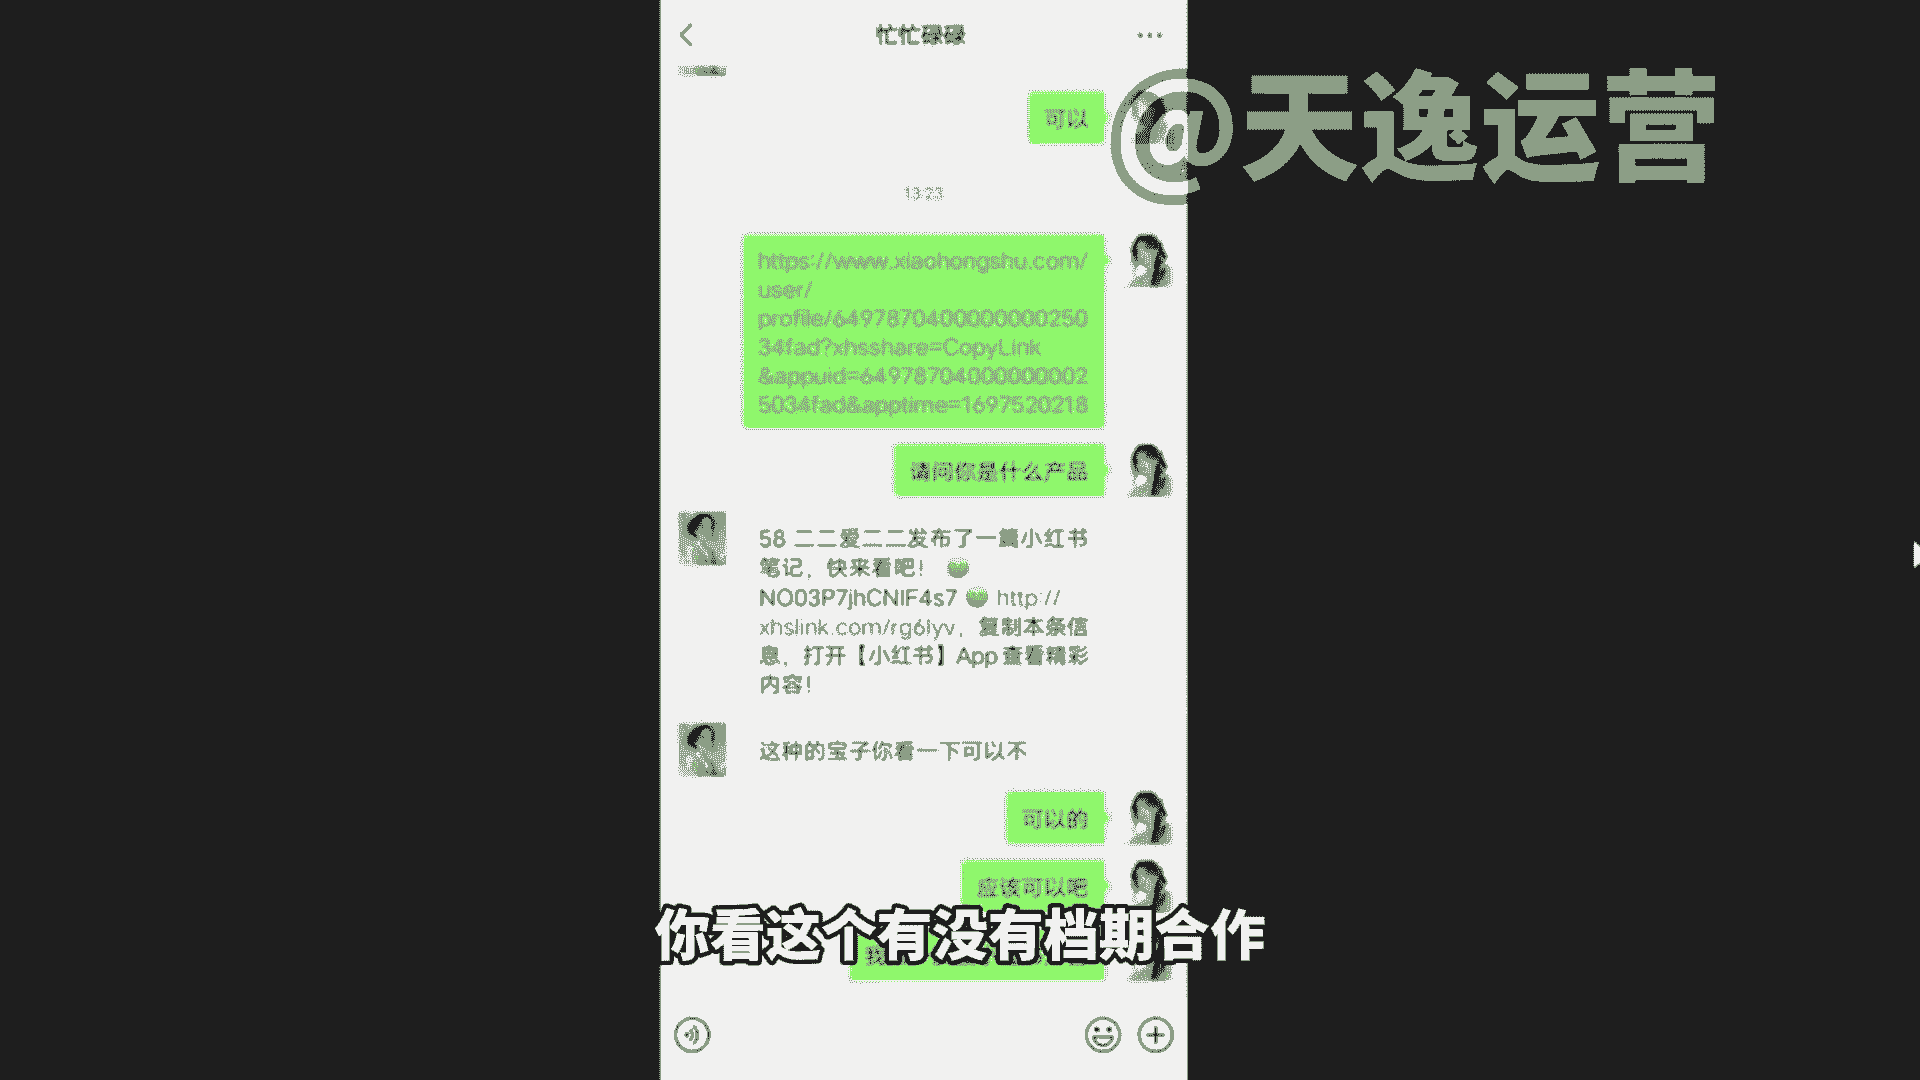 忙忙碌碌
@天逸运营
可以
13:23
https://www.xiaohongshu.com/
user/
profile/6497870400000000250
34fad?xhsshare=CopyLink
&appuid=649787040000000002
5034fad&apptime=1697520218
请问你是什么产品
58 二二爱二二发布了一篇小红书
笔记，快来看吧！
NO03P7jhCNIF4s7 http://
xhslink.com/rg6lyv，复制本条信
息，打开【小红书】App 查看精彩
内容！
这种的宝子你看一下可以不
可以的
应该可以吧
你看这个有没有档期合作